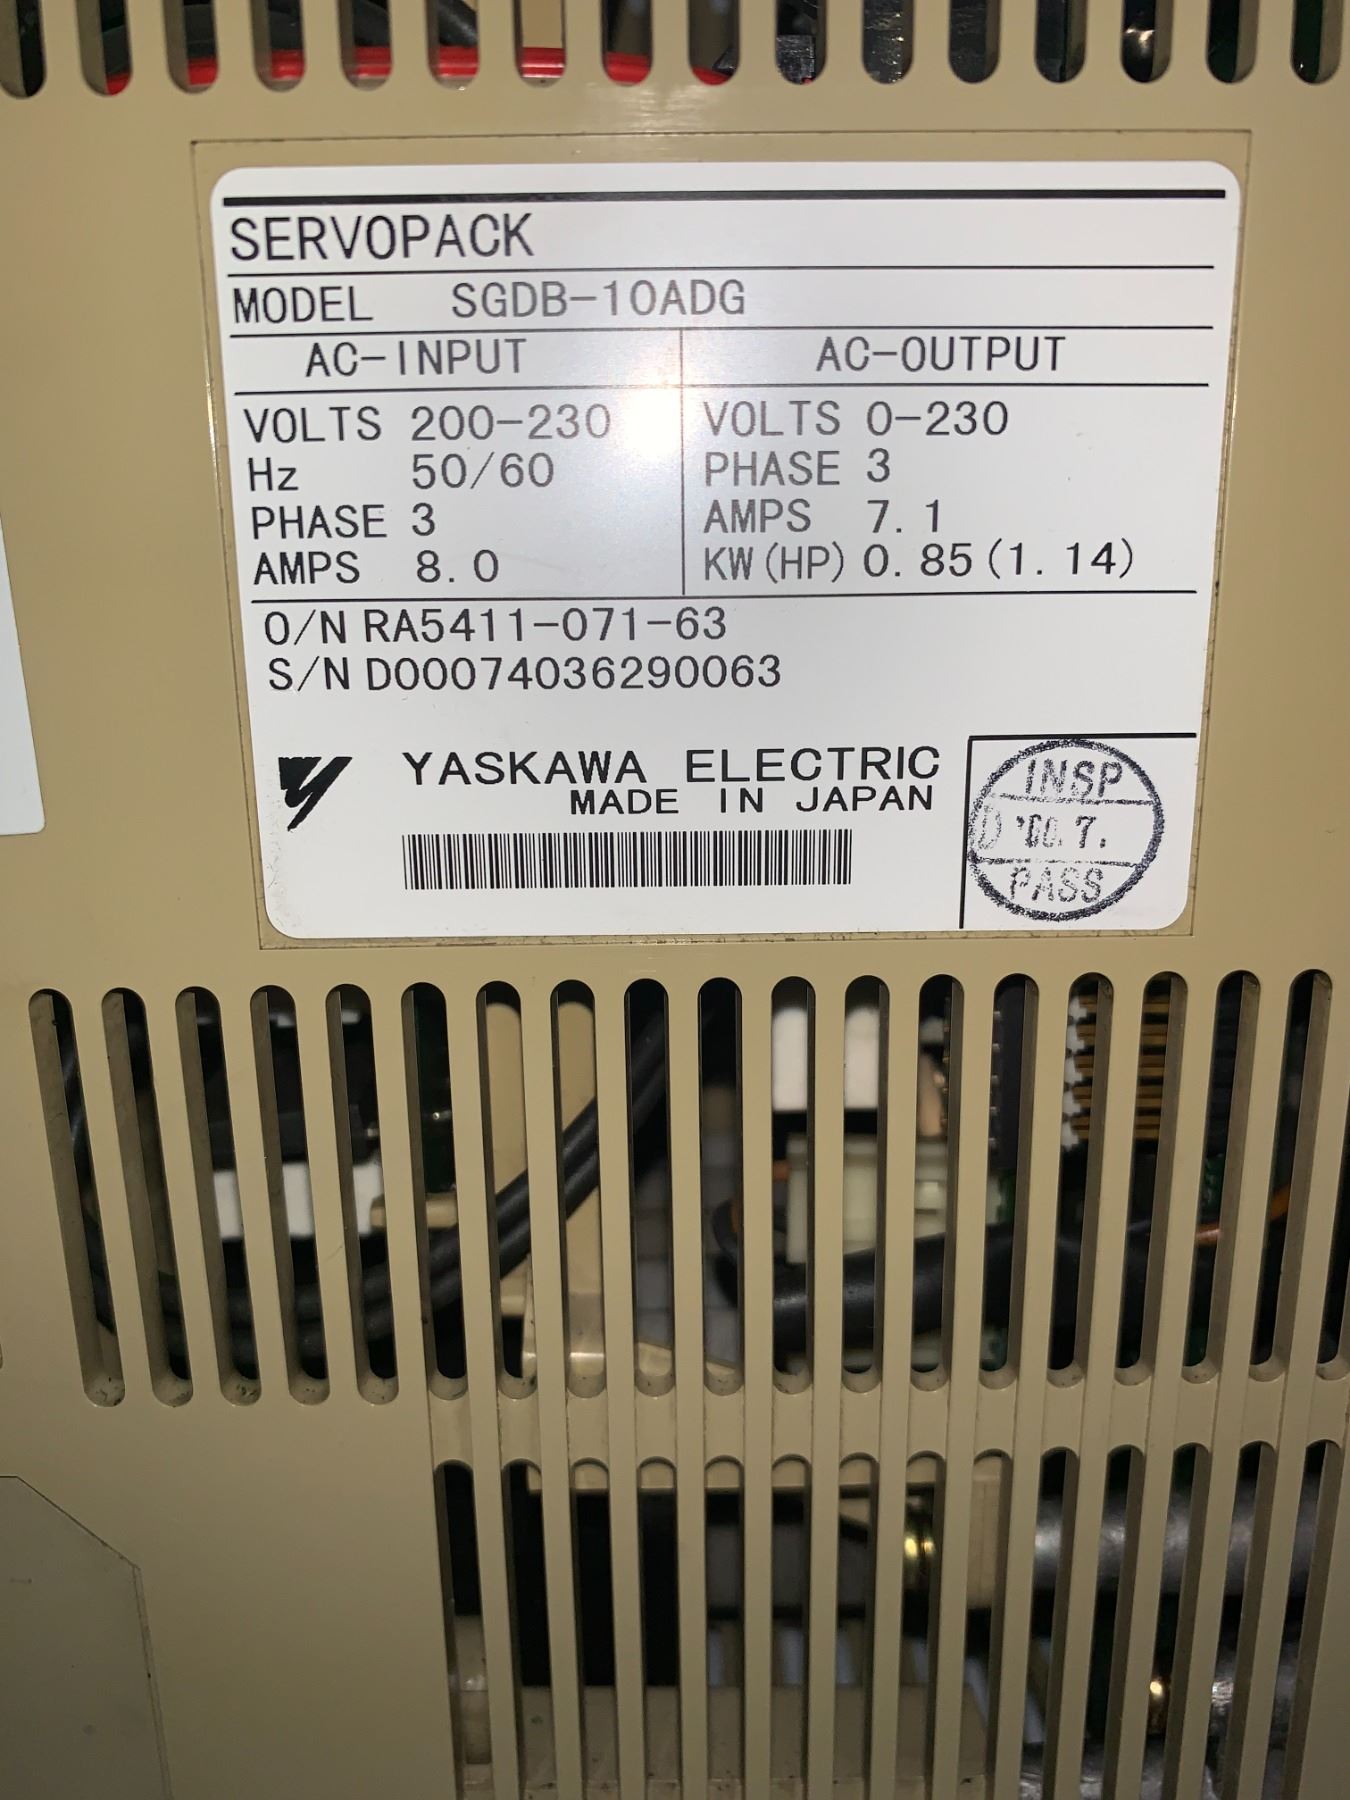 SERVOPACK
MODEL SGDB-10ADG
AC-INPUT
VOLTS 200-230
Hz 50/60
PHASE 3
AMPS 8.0
AC-OUTPUT
VOLTS 0-230
PHASE 3
AMPS 7.1
KW(HP) 0.85(1.14)
O/N RA5411-071-63
S/N D00074036290063
YASKAWA ELECTRIC
MADE IN JAPAN
INSP
7.
PASS